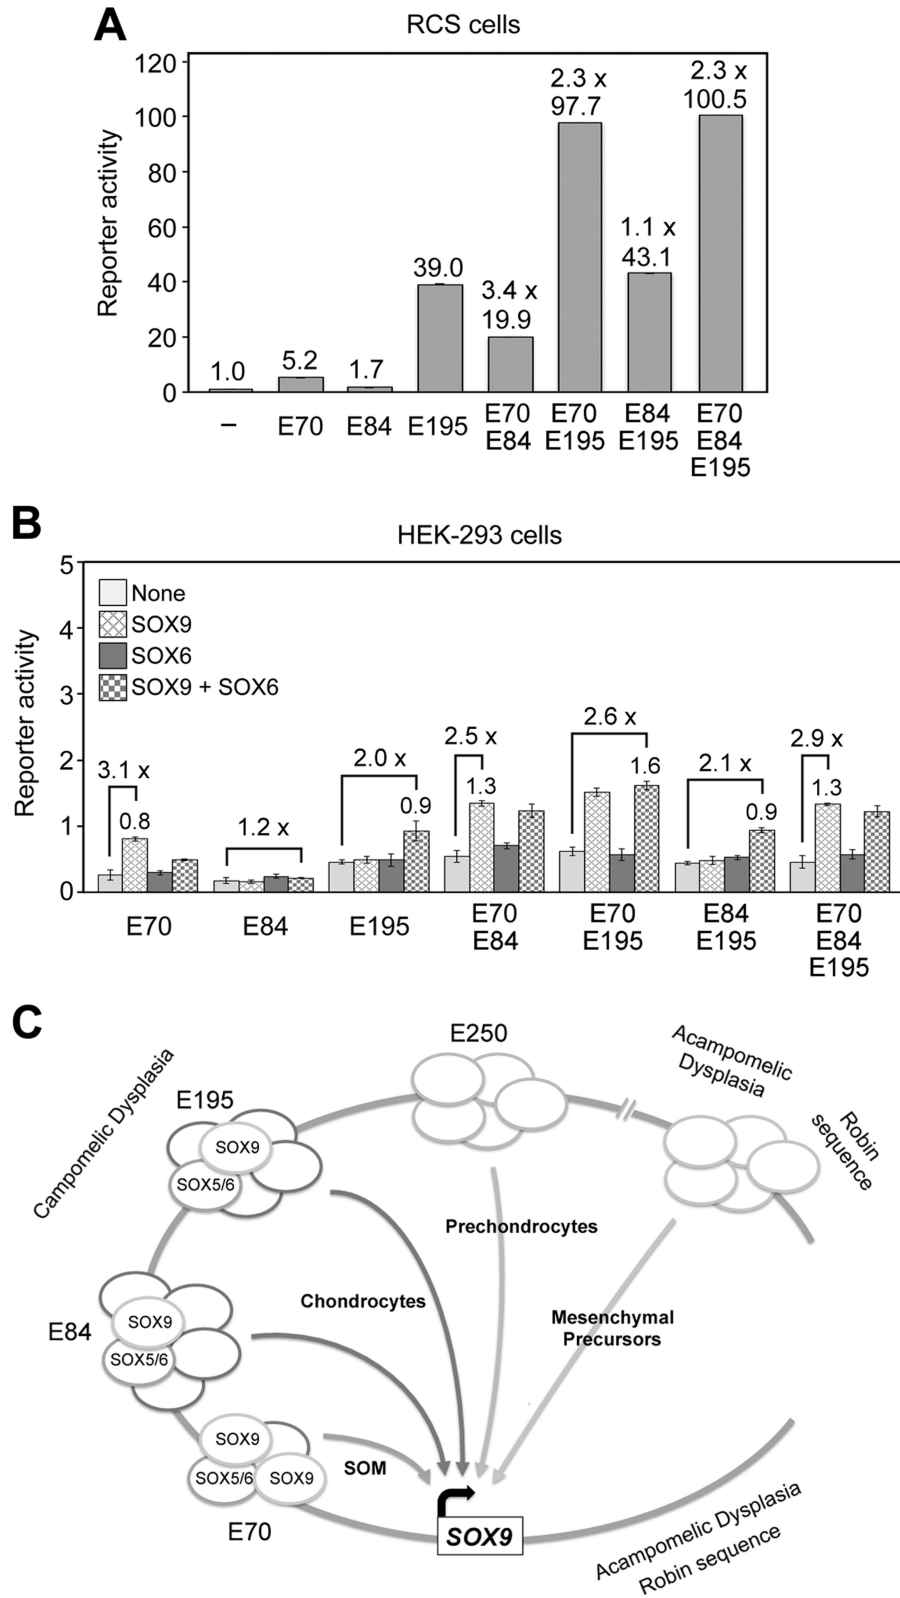 A
RCS cells
Reporter activity
120
100
80
60
40
20
0
1.0
5.2
1.7
39.0
3.4 x
19.9
2.3 x
97.7
1.1 x
43.1
2.3 x
100.5
–
E70
E84
E195
E70
E84
E70
E195
E84
E195
E70
E84
E195
B
HEK-293 cells
Reporter activity
5
4
3
2
1
0
None
SOX9
SOX6
SOX9 + SOX6
3.1 x
0.8
1.2 x
2.0 x
0.9
2.5 x
1.3
2.6 x
1.6
2.1 x
0.9
2.9 x
1.3
E70
E84
E195
E70
E84
E70
E195
E84
E195
E70
E84
E195
C
Campomelic Dysplasia
E195
SOX9
SOX5/6
E250
Acampomelic
Dysplasia
Robin
sequence
Prechondrocytes
Chondrocytes
Mesenchymal
Precursors
E84
SOX9
SOX5/6
SOX9
SOX5/6
SOX9
E70
SOM
SOX9
Acampomelic Dysplasia
Robin sequence